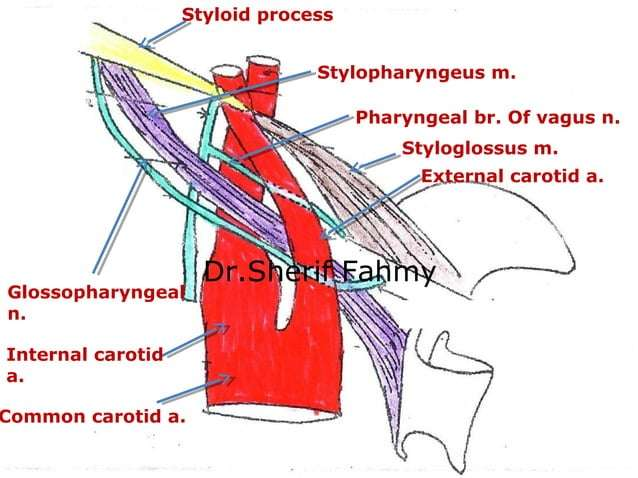 Styloid process
Stylopharyngeus m.
Pharyngeal br. Of vagus n.
Styloglossus m.
External carotid a.
Dr.Sherif Fahmy
Glossopharyngeal
n.
Internal carotid
a.
Common carotid a.